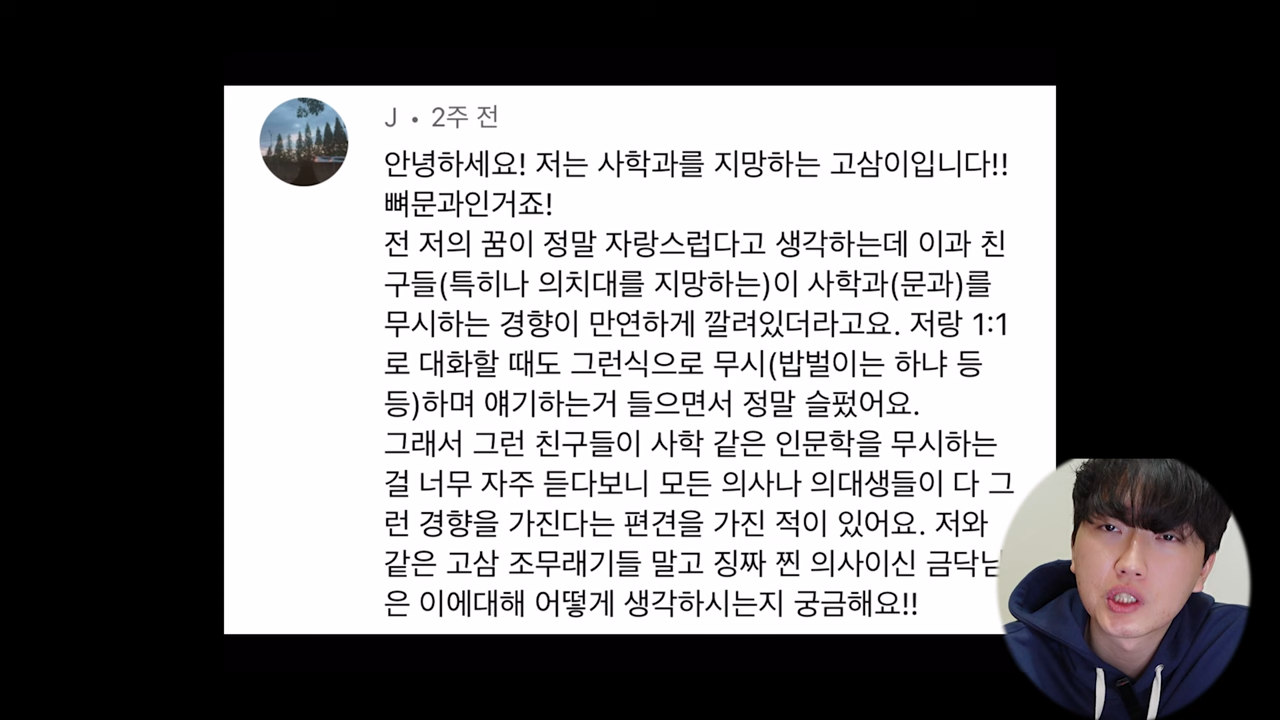 J • 2주 전
안녕하세요! 저는 사학과를 지망하는 고삼이입니다!!
뼈문과인거죠!
전 저의 꿈이 정말 자랑스럽다고 생각하는데 이과 친
구들(특히나 의치대를 지망하는)이 사학과(문과)를
무시하는 경향이 만연하게 깔려있더라고요. 저랑 1:1
로 대화할 때도 그런식으로 무시(밥벌이는 하냐 등
등)하며 얘기하는거 들으면서 정말 슬펐어요.
그래서 그런 친구들이 사학 같은 인문학을 무시하는
걸 너무 자주 듣다보니 모든 의사나 의대생들이 다 그
런 경향을 가진다는 편견을 가진 적이 있어요. 저와
같은 고삼 조무래기들 말고 징짜 찐 의사이신 금닥님
은 이에대해 어떻게 생각하시는지 궁금해요!!